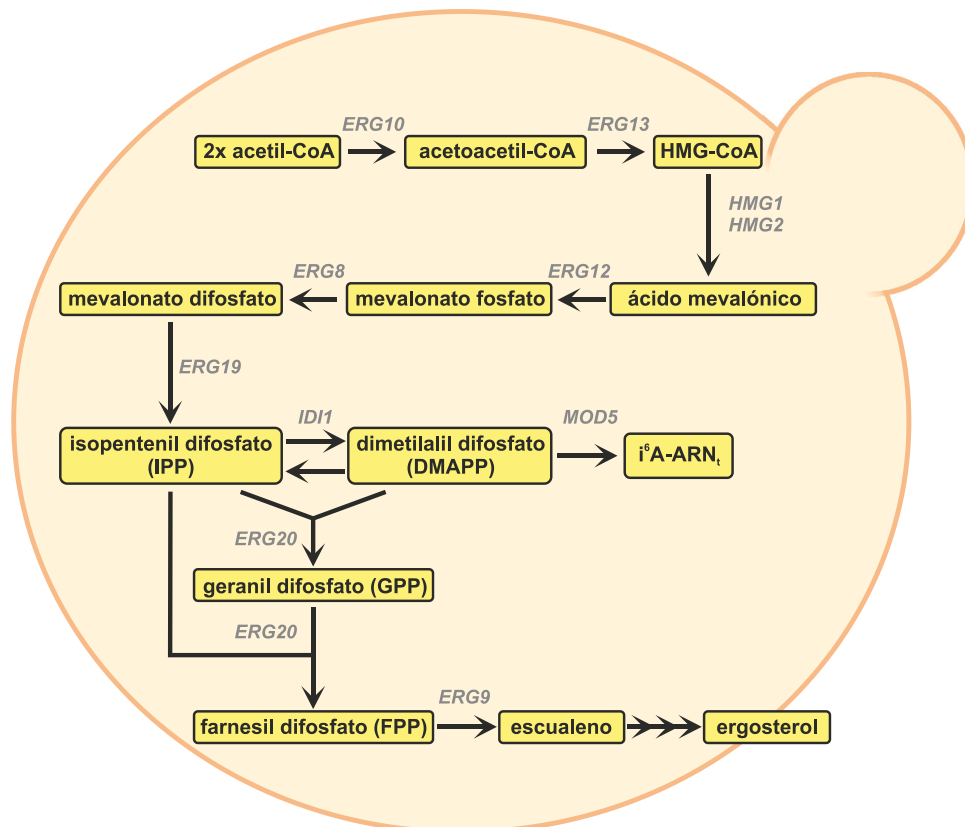 ERG10
ERG13
2x acetil-CoA
acetoacetil-CoA
HMG-CoA
HMG1
HMG2
ERG8
ERG12
mevalonato difosfato
mevalonato fosfato
ácido mevalónico
ERG19
IDI1
MOD5
isopentenil difosfato
(IPP)
dimetilalil difosfato
(DMAPP)
i⁶A-ARNₜ
ERG20
geranil difosfato (GPP)
ERG20
ERG9
farnesil difosfato (FPP)
escualeno
ergosterol